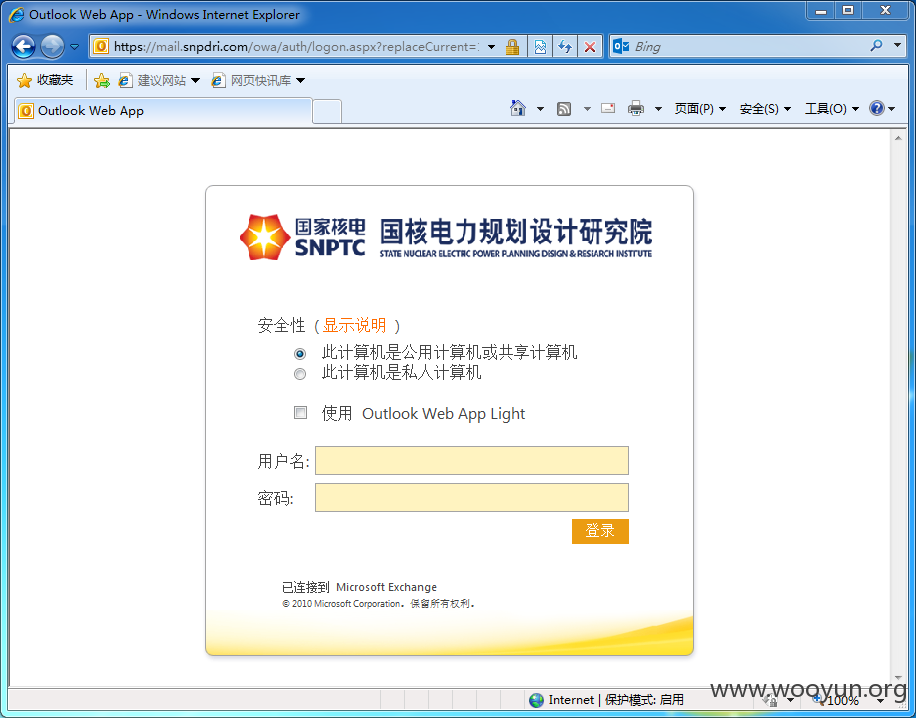 Outlook Web App - Windows Internet Explorer
https://mail.snpdri.com/owa/auth/logon.aspx?replaceCurrent=
Bing
收藏夹 建议网站 网页快讯库
Outlook Web App
页面(P) 安全(S) 工具(O)
国家核电 SNPTC
国核电力规划设计研究院
STATE NUCLEAR ELECTRIC POWER PLANNING DESIGN & RESEARCH INSTITUTE
安全性 ( 显示说明 )
此计算机是公用计算机或共享计算机
此计算机是私人计算机
使用 Outlook Web App Light
用户名:
密码:
登录
已连接到 Microsoft Exchange
© 2010 Microsoft Corporation。保留所有权利。
Internet | 保护模式: 启用
100%
www.wooyun.org